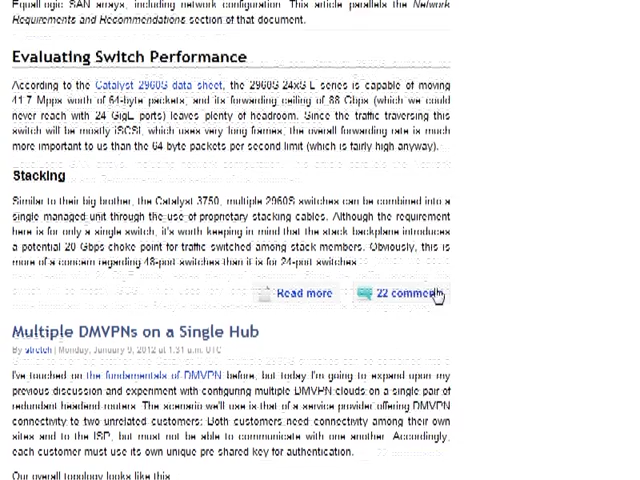 EqualLogic SAN arrays, including network configuration. This article parallels the Network
Requirements and Recommendations section of that document.
Evaluating Switch Performance
According to the Catalyst 2960S data sheet, the 2960S-24xS-L series is capable of moving
41.7 Mpps worth of 64-byte packets, and its forwarding ceiling of 88 Gbps (which we could
never reach with 24 GigE ports) leaves plenty of headroom. Since the traffic traversing this
switch will be mostly iSCSI, which uses very long frames, the overall forwarding rate is much
more important to us than the 64 byte packets per second limit (which is fairly high anyway).
Stacking
Similar to their big brother, the Catalyst 3750, multiple 2960S switches can be combined into a
single managed unit through the use of proprietary stacking cables. Although the requirement
here is for only a single switch, it's worth keeping in mind that the stack backplane introduces
a potential 20 Gbps choke point for traffic switched among stack members. Obviously, this is
more of a concern regarding 48-port switches than it is for 24-port switches.
Read more 22 comments
Multiple DMVPNs on a Single Hub
By stretch | Monday, January 9, 2012 at 1:31 a.m. UTC
I've touched on the fundamentals of DMVPN before, but today I'm going to expand upon my
previous discussion and experiment with configuring multiple DMVPN clouds on a single pair of
redundant headend routers. The scenario we'll use is that of a service provider offering DMVPN
connectivity to two unrelated customers. Both customers need connectivity among their own
sites and to the ISP, but must not be able to communicate with one another. Accordingly,
each customer must use its own unique pre shared key for authentication.
Our overall topology looks like this